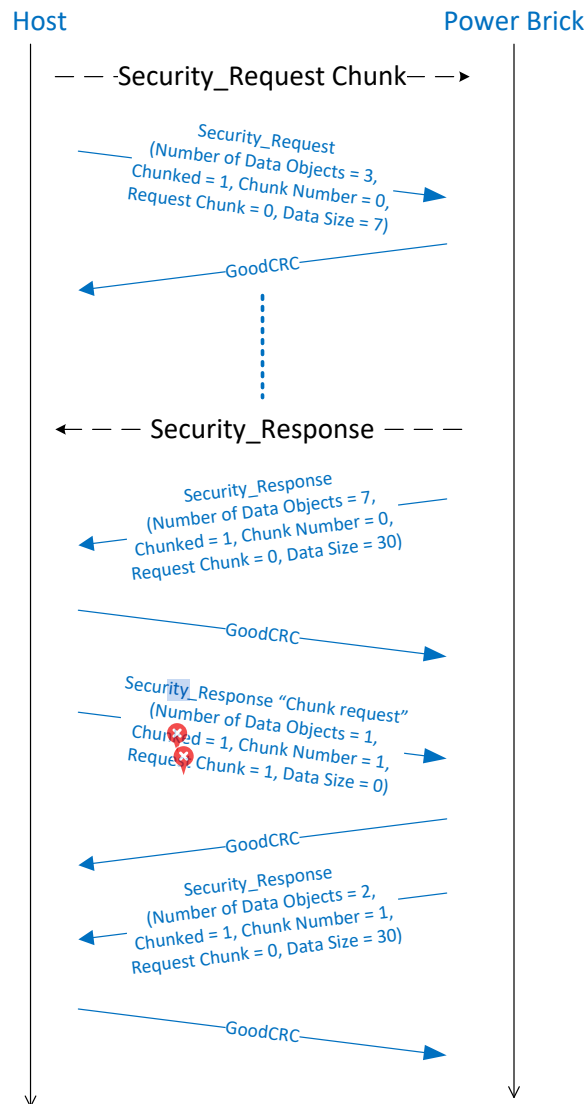 Host
Power Brick
Security_Request Chunk
Security_Request
(Number of Data Objects = 3,
Chunked = 1, Chunk Number = 0,
Request Chunk = 0, Data Size = 7)
GoodCRC
Security_Response
Security_Response
(Number of Data Objects = 7,
Chunked = 1, Chunk Number = 0,
Request Chunk = 0, Data Size = 30)
GoodCRC
Security_Response “Chunk request”
(Number of Data Objects = 1,
Chunked = 1, Chunk Number = 1,
Request Chunk = 1, Data Size = 0)
GoodCRC
Security_Response
(Number of Data Objects = 2,
Chunked = 1, Chunk Number = 1,
Request Chunk = 0, Data Size = 30)
GoodCRC